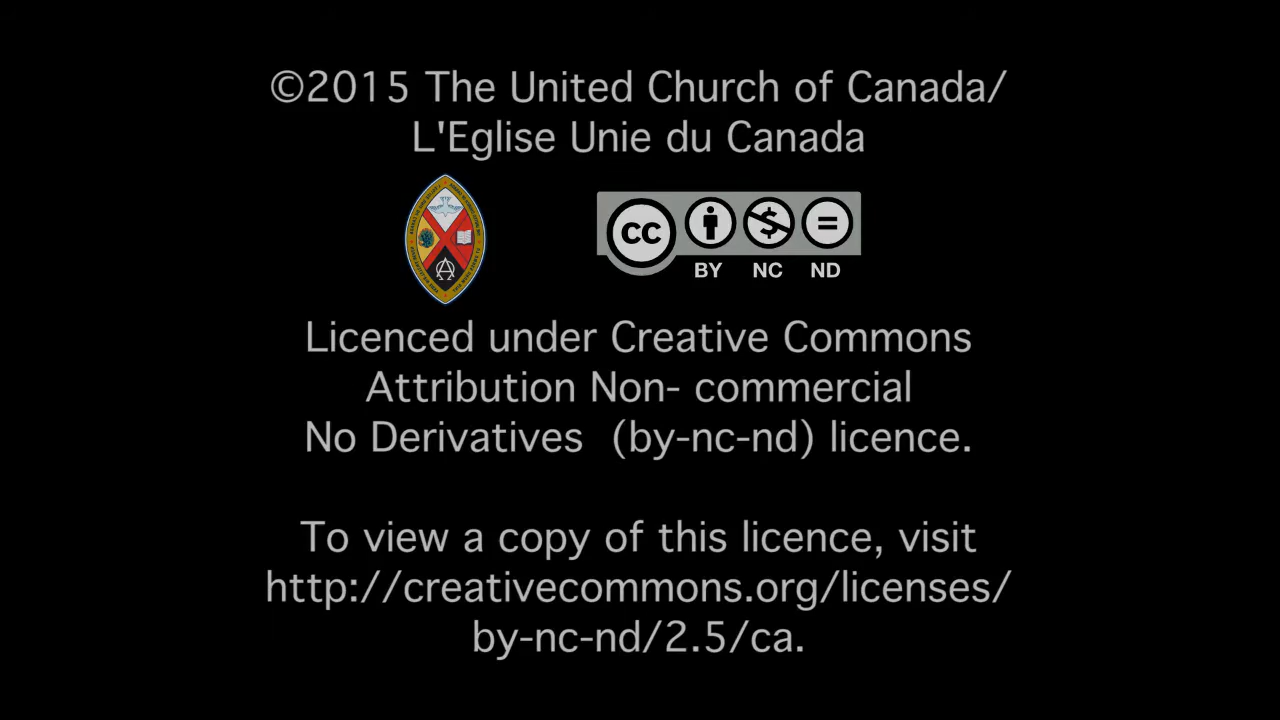 ©2015 The United Church of Canada/
L'Eglise Unie du Canada
cc
BY NC ND
Licenced under Creative Commons
Attribution Non- commercial
No Derivatives (by-nc-nd) licence.
To view a copy of this licence, visit
http://creativecommons.org/licenses/
by-nc-nd/2.5/ca.